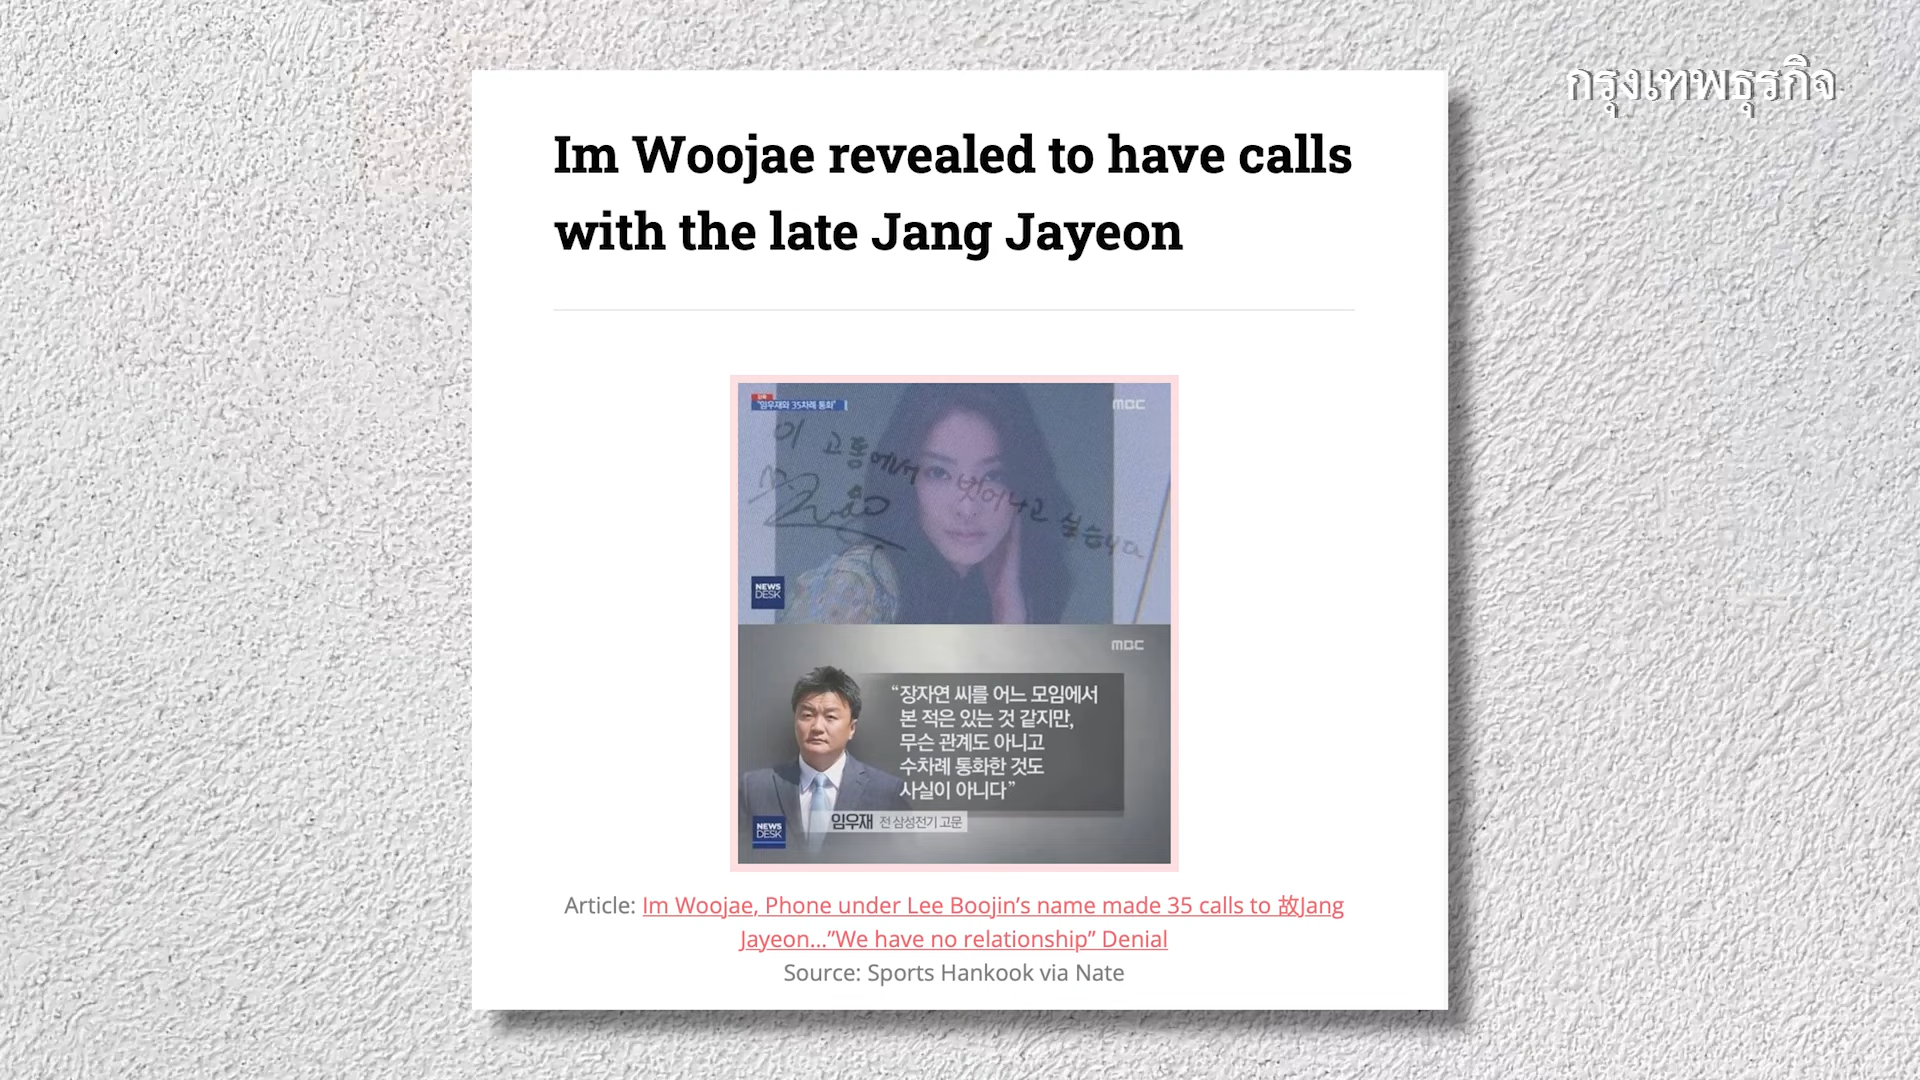 กรุงเทพธุรกิจ
Im Woojae revealed to have calls
with the late Jang Jayeon
단독
"임우재와 35차례 통화"
MBC
이 고통에서 벗어나고 싶습니다
NEWS
DESK
MBC
“장자연 씨를 어느 모임에서
본 적은 있는 것 같지만,
무슨 관계도 아니고
수차례 통화한 것도
사실이 아니다”
임우재 전 삼성전기 고문
NEWS
DESK
Article: Im Woojae, Phone under Lee Boojin’s name made 35 calls to 故Jang
Jayeon…”We have no relationship” Denial
Source: Sports Hankook via Nate